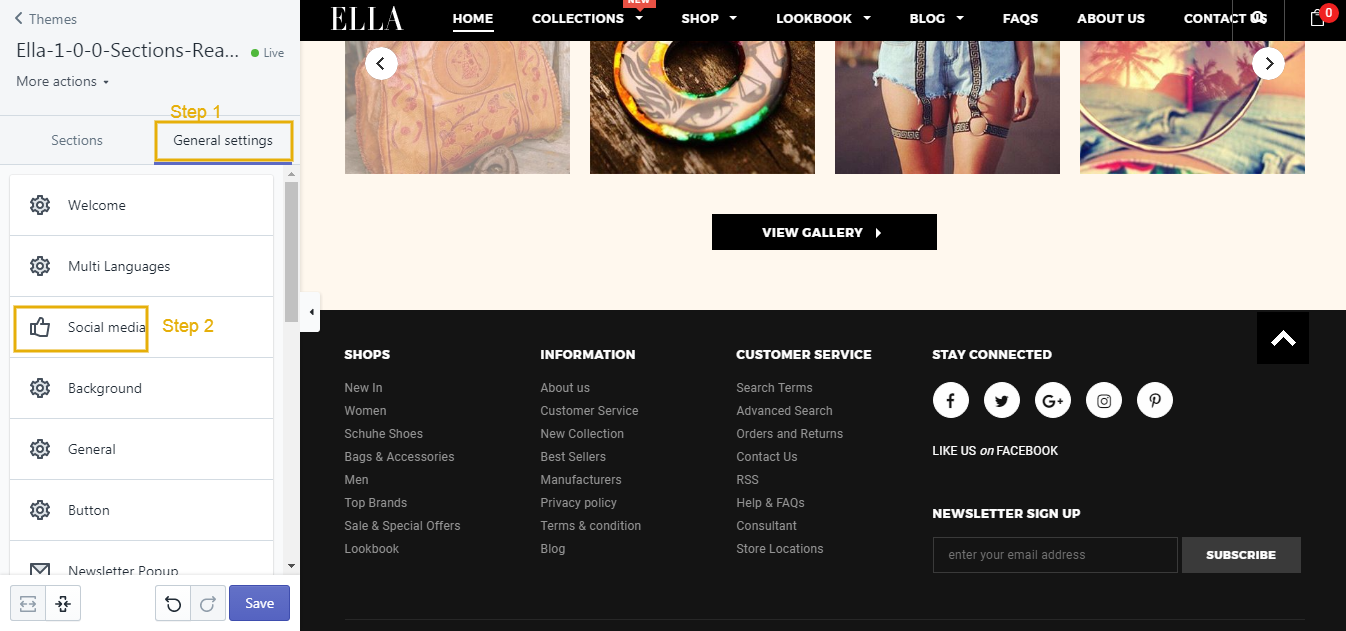 Themes
Ella-1-0-0-Sections-Rea... Live
More actions
Step 1
Sections General settings
Welcome
Multi Languages
Social media Step 2
Background
General
Button
Newsletter Popup
Save
ELLA HOME COLLECTIONS NEW SHOP LOOKBOOK BLOG FAQS ABOUT US CONTACT US 0
VIEW GALLERY
SHOPS
New In
Women
Schuhe Shoes
Bags & Accessories
Men
Top Brands
Sale & Special Offers
Lookbook
INFORMATION
About us
Customer Service
New Collection
Best Sellers
Manufacturers
Privacy policy
Terms & condition
Blog
CUSTOMER SERVICE
Search Terms
Advanced Search
Orders and Returns
Contact Us
RSS
Help & FAQs
Consultant
Store Locations
STAY CONNECTED
LIKE US on FACEBOOK
NEWSLETTER SIGN UP
enter your email address SUBSCRIBE